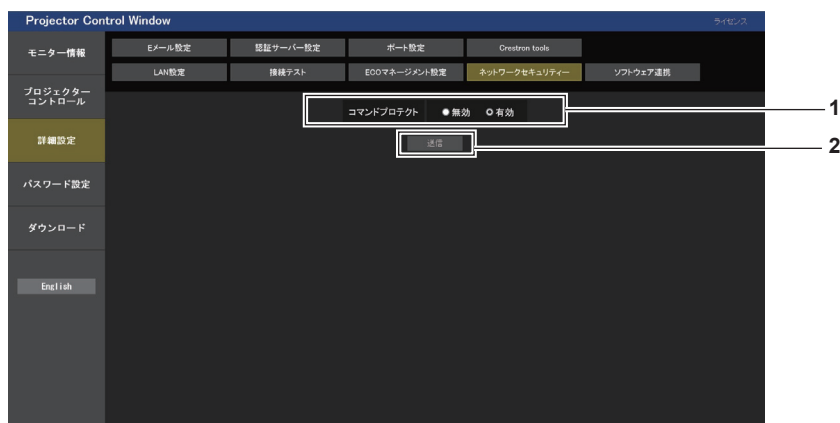 Projector Control Window
ライセンス
モニター情報
Eメール設定
認証サーバー設定
ポート設定
Crestron tools
LAN設定
接続テスト
ECOマネージメント設定
ネットワークセキュリティー
ソフトウェア連携
プロジェクター
コントロール
コマンドプロテクト
無効
有効
1
詳細設定
送信
2
パスワード設定
ダウンロード
English